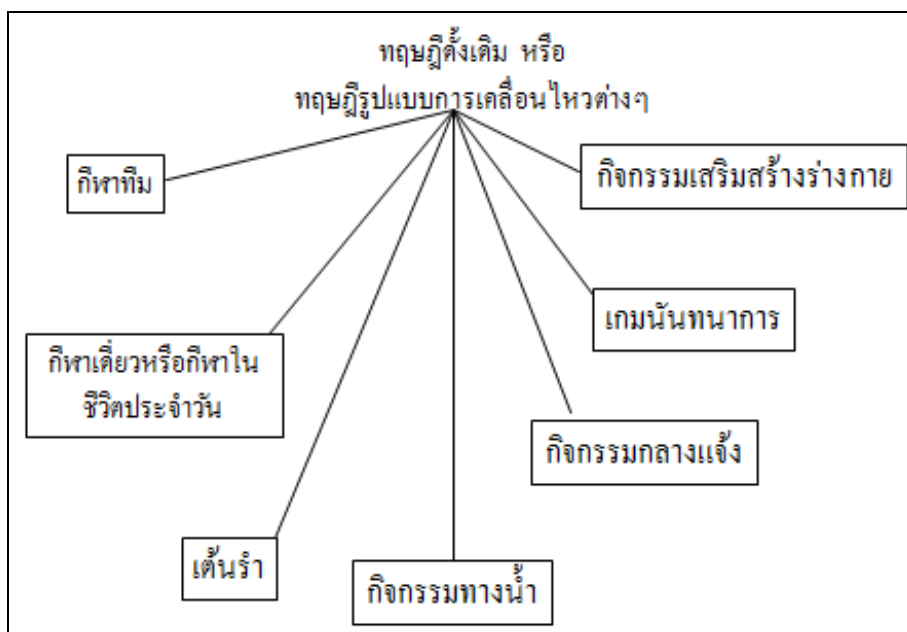 ทฤษฎีดั้งเดิม หรือ
ทฤษฎีรูปแบบการเคลื่อนไหวต่างๆ
กีฬาทีม
กิจกรรมเสริมสร้างร่างกาย
เกมนันทนาการ
กีฬาเดี่ยวหรือกีฬาใน
ชีวิตประจำวัน
กิจกรรมกลางแจ้ง
เต้นรำ
กิจกรรมทางน้ำ